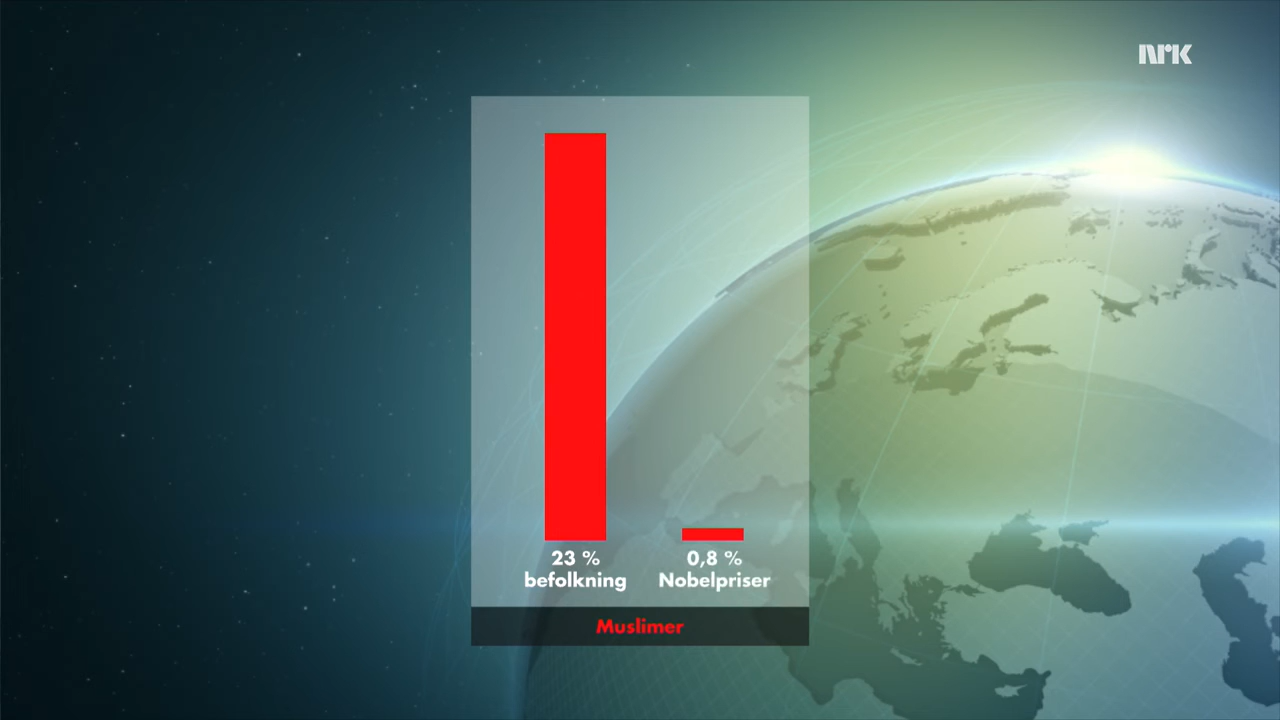 NRK
23 %
befolkning
0,8 %
Nobelpriser
Muslimer